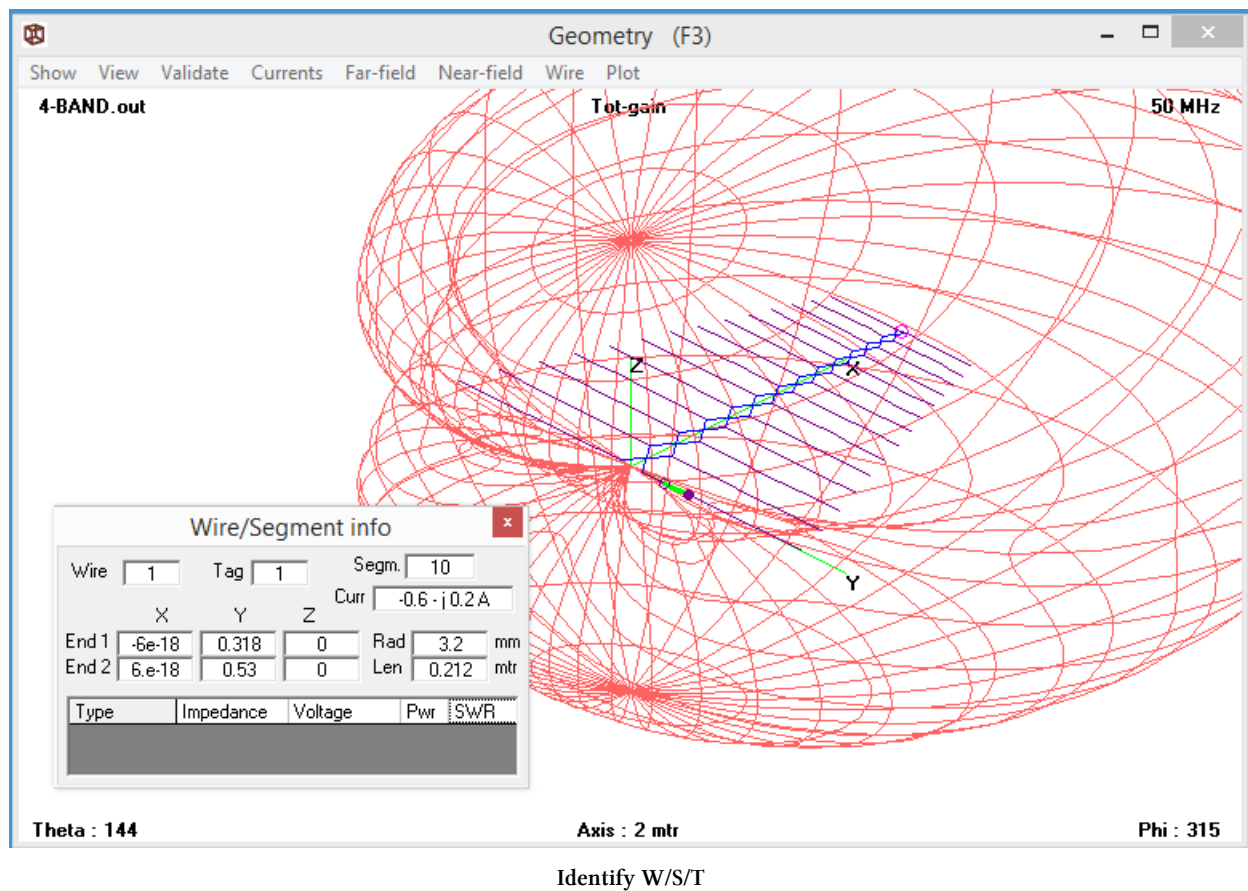 Geometry (F3)
Show View Validate Currents Far-field Near-field Wire Plot
4-BAND.out Tot-gain 50 MHz
Z
X
Y
Wire/Segment info x
Wire 1 Tag 1 Segm. 10
Curr -0.6 - j 0.2 A
X Y Z
End 1 -6e-18 0.318 0 Rad 3.2 mm
End 2 6.e-18 0.53 0 Len 0.212 mtr
Type Impedance Voltage Pwr SWR
Theta : 144 Axis : 2 mtr Phi : 315
Identify W/S/T